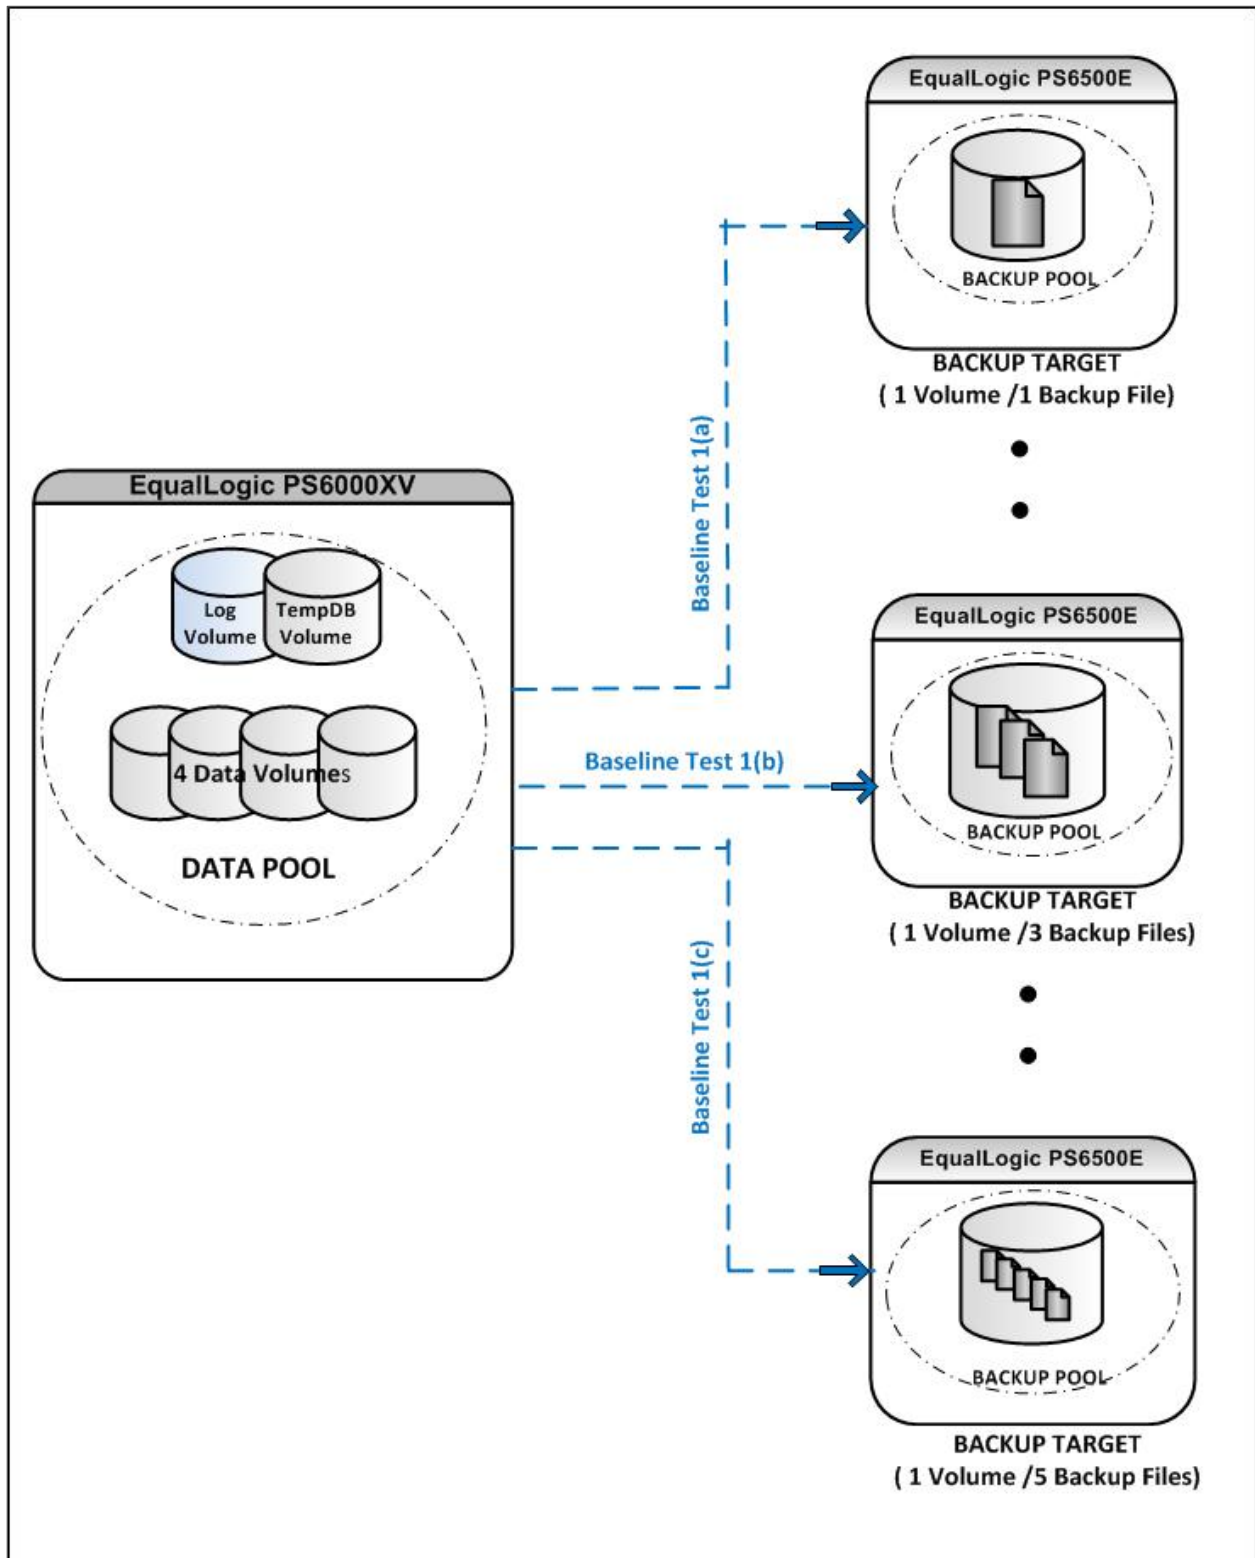 EqualLogic PS6500E
BACKUP POOL
BACKUP TARGET
( 1 Volume /1 Backup File)
Baseline Test 1(a)
EqualLogic PS6000XV
Log
Volume
TempDB
Volume
4 Data Volumes
DATA POOL
Baseline Test 1(b)
EqualLogic PS6500E
BACKUP POOL
BACKUP TARGET
( 1 Volume /3 Backup Files)
Baseline Test 1(c)
EqualLogic PS6500E
BACKUP POOL
BACKUP TARGET
( 1 Volume /5 Backup Files)